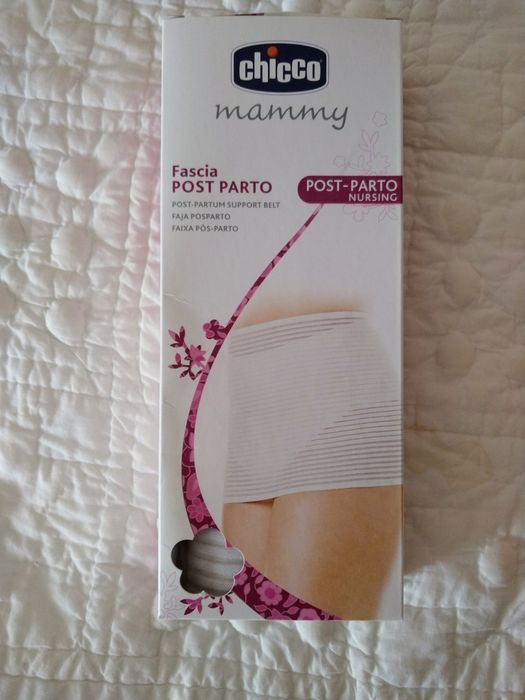 chicco
mammy
Fascia
POST PARTO
POST-PARTUM SUPPORT BELT
FAJA POSPARTO
FAIXA PÓS-PARTO
POST-PARTO
NURSING